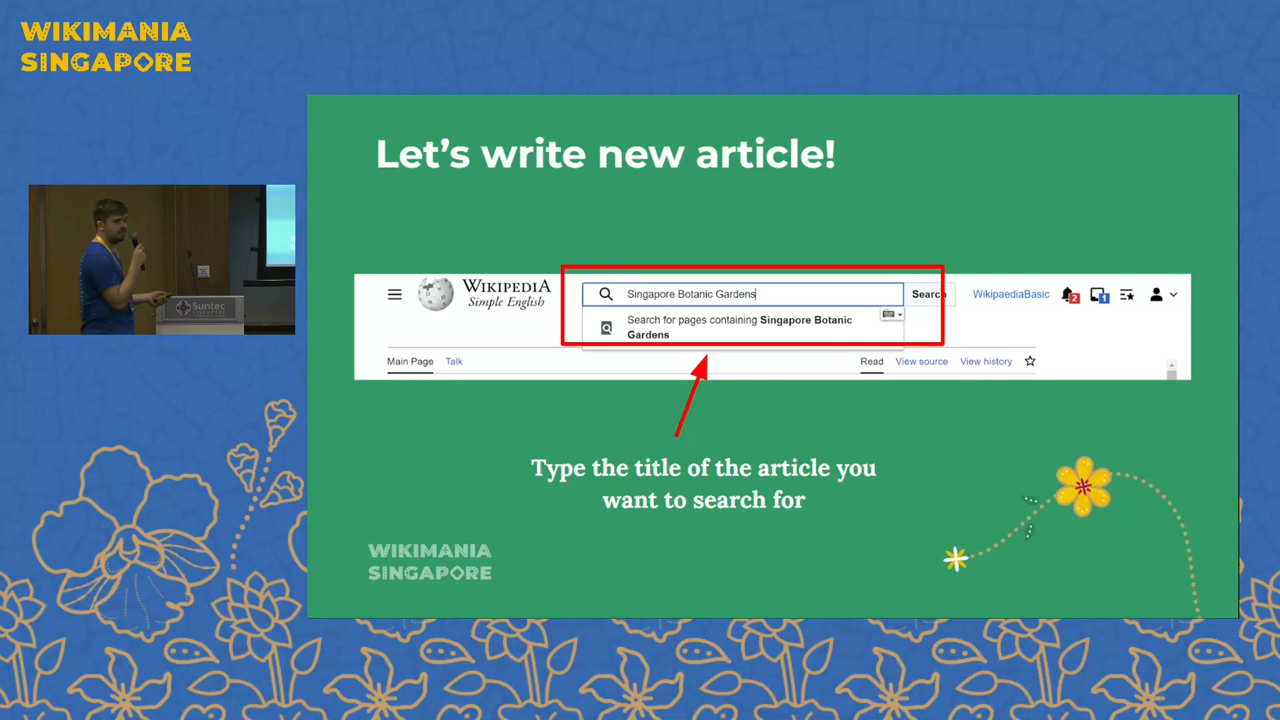 WIKIMANIA
SINGAPORE
Let's write new article!
WIKIPEDIA
Simple English
Singapore Botanic Gardens
Search
WikipaediaBasic
2
1
Search for pages containing Singapore Botanic
Gardens
Main Page
Talk
Read
View source
View history
Type the title of the article you
want to search for
WIKIMANIA
SINGAPORE
Suntec